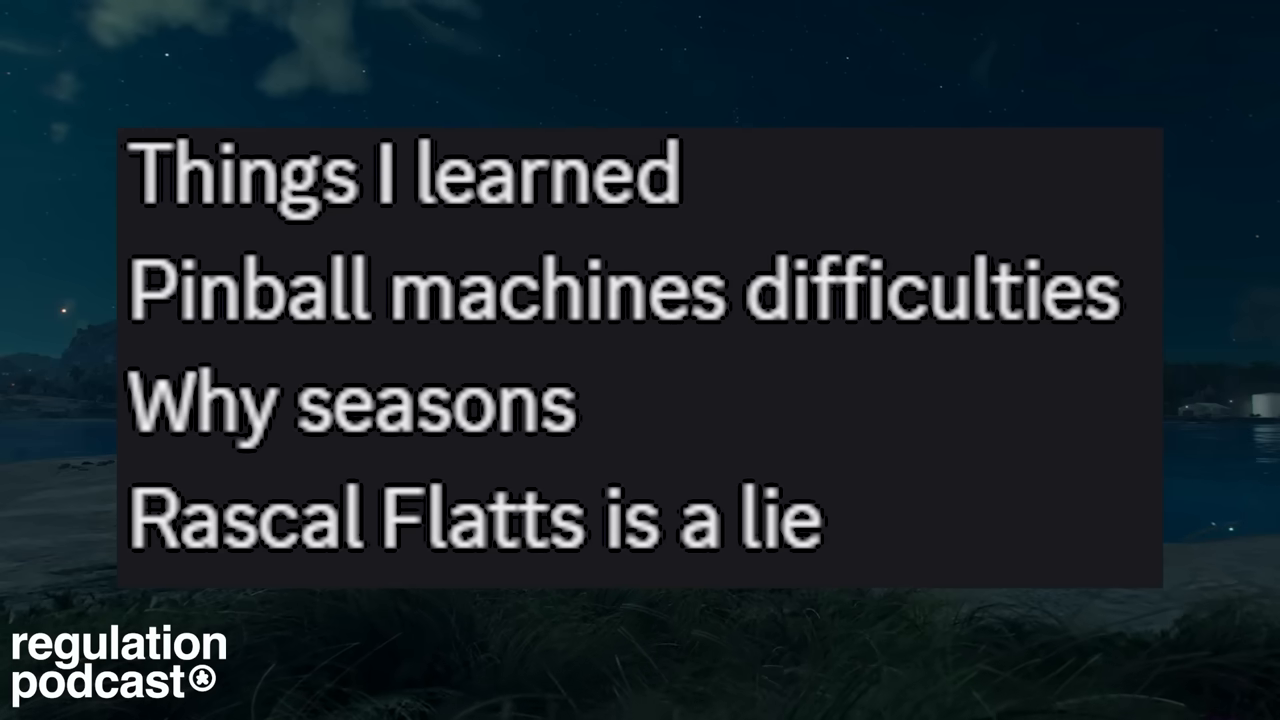 Things I learned
Pinball machines difficulties
Why seasons
Rascal Flatts is a lie
regulation
podcast